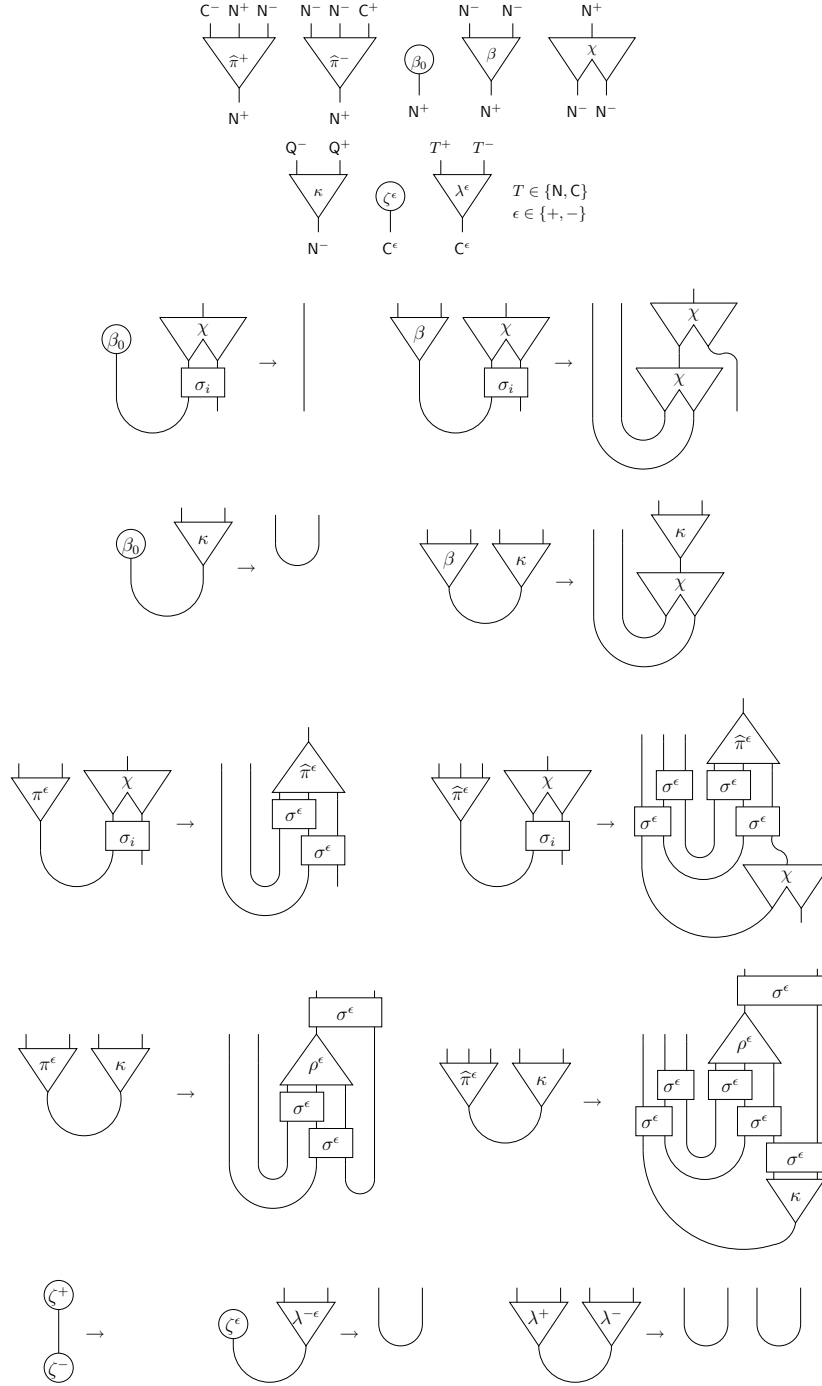 C⁻ N⁺ N⁻ N⁻ N⁻ C⁺ N⁻ N⁻ N⁺
π̂⁺ π̂⁻ β₀ β χ
N⁺ N⁺ N⁺ N⁺ N⁻ N⁻
Q⁻ Q⁺ T⁺ T⁻
κ ζ^ϵ λ^ϵ T ∈ {N, C}
ϵ ∈ {+, −}
N⁻ C^ϵ C^ϵ
β₀ χ σᵢ → β χ σᵢ → χ χ
β₀ κ → β κ → κ χ
π^ϵ χ σᵢ → π̂^ϵ σ^ϵ σ^ϵ π̂^ϵ χ σᵢ → π̂^ϵ σ^ϵ σ^ϵ σ^ϵ σ^ϵ χ
π^ϵ κ → σ^ϵ ρ^ϵ σ^ϵ σ^ϵ π̂^ϵ κ → σ^ϵ ρ^ϵ σ^ϵ σ^ϵ σ^ϵ σ^ϵ σ^ϵ κ
ζ⁺ ζ⁻ → ζ^ϵ λ^−ϵ → λ⁺ λ⁻ →